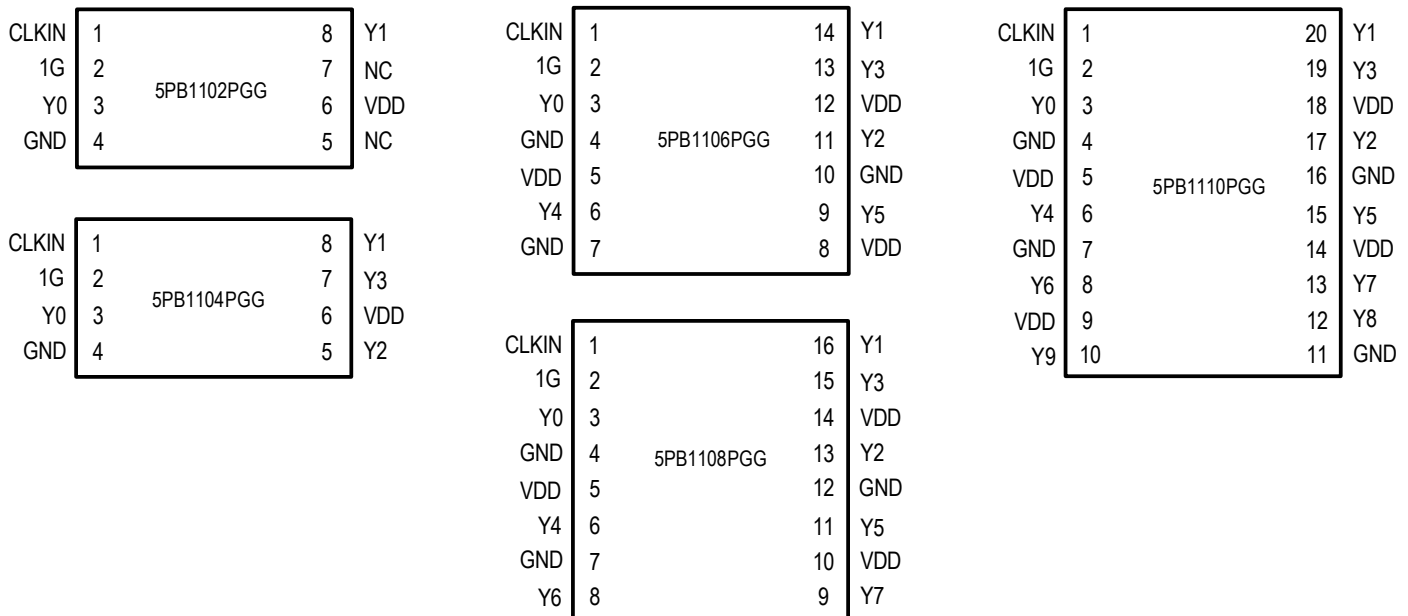 CLKIN 1 8 Y1
1G 2 7 NC
5PB1102PGG
Y0 3 6 VDD
GND 4 5 NC
CLKIN 1 8 Y1
1G 2 7 Y3
5PB1104PGG
Y0 3 6 VDD
GND 4 5 Y2
CLKIN 1 14 Y1
1G 2 13 Y3
Y0 3 12 VDD
GND 4 5PB1106PGG 11 Y2
VDD 5 10 GND
Y4 6 9 Y5
GND 7 8 VDD
CLKIN 1 16 Y1
1G 2 15 Y3
Y0 3 14 VDD
GND 4 5PB1108PGG 13 Y2
VDD 5 12 GND
Y4 6 11 Y5
GND 7 10 VDD
Y6 8 9 Y7
CLKIN 1 20 Y1
1G 2 19 Y3
Y0 3 18 VDD
GND 4 17 Y2
VDD 5 5PB1110PGG 16 GND
Y4 6 15 Y5
GND 7 14 VDD
Y6 8 13 Y7
VDD 9 12 Y8
Y9 10 11 GND